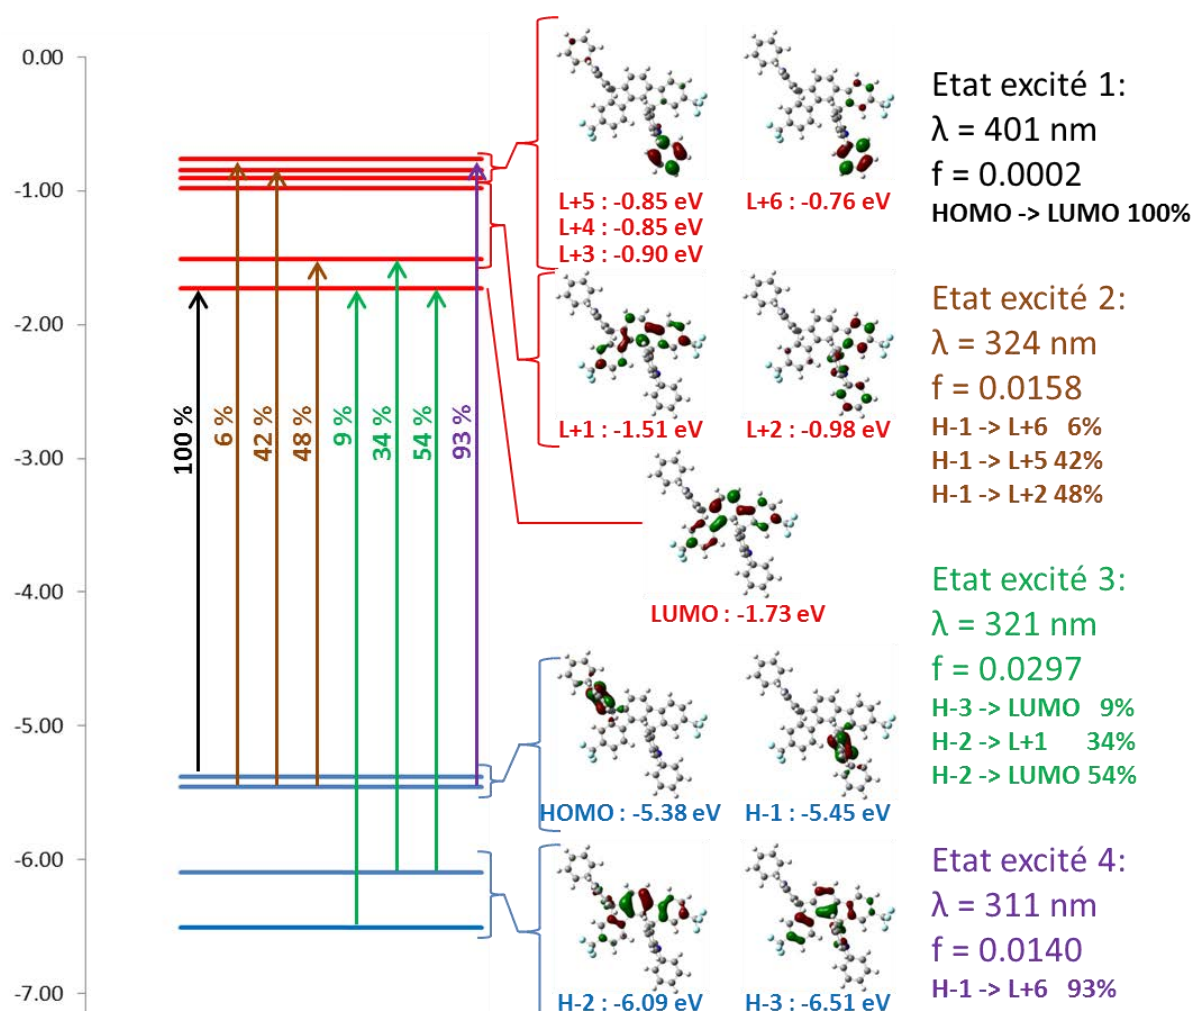 0.00
-1.00
-2.00
-3.00
-4.00
-5.00
-6.00
-7.00
100 %
6 %
42 %
48 %
9 %
34 %
54 %
93 %
L+5 : -0.85 eV
L+4 : -0.85 eV
L+3 : -0.90 eV
L+6 : -0.76 eV
L+1 : -1.51 eV
L+2 : -0.98 eV
LUMO : -1.73 eV
HOMO : -5.38 eV
H-1 : -5.45 eV
H-2 : -6.09 eV
H-3 : -6.51 eV
Etat excité 1:
λ = 401 nm
f = 0.0002
HOMO -> LUMO 100%
Etat excité 2:
λ = 324 nm
f = 0.0158
H-1 -> L+6 6%
H-1 -> L+5 42%
H-1 -> L+2 48%
Etat excité 3:
λ = 321 nm
f = 0.0297
H-3 -> LUMO 9%
H-2 -> L+1 34%
H-2 -> LUMO 54%
Etat excité 4:
λ = 311 nm
f = 0.0140
H-1 -> L+6 93%